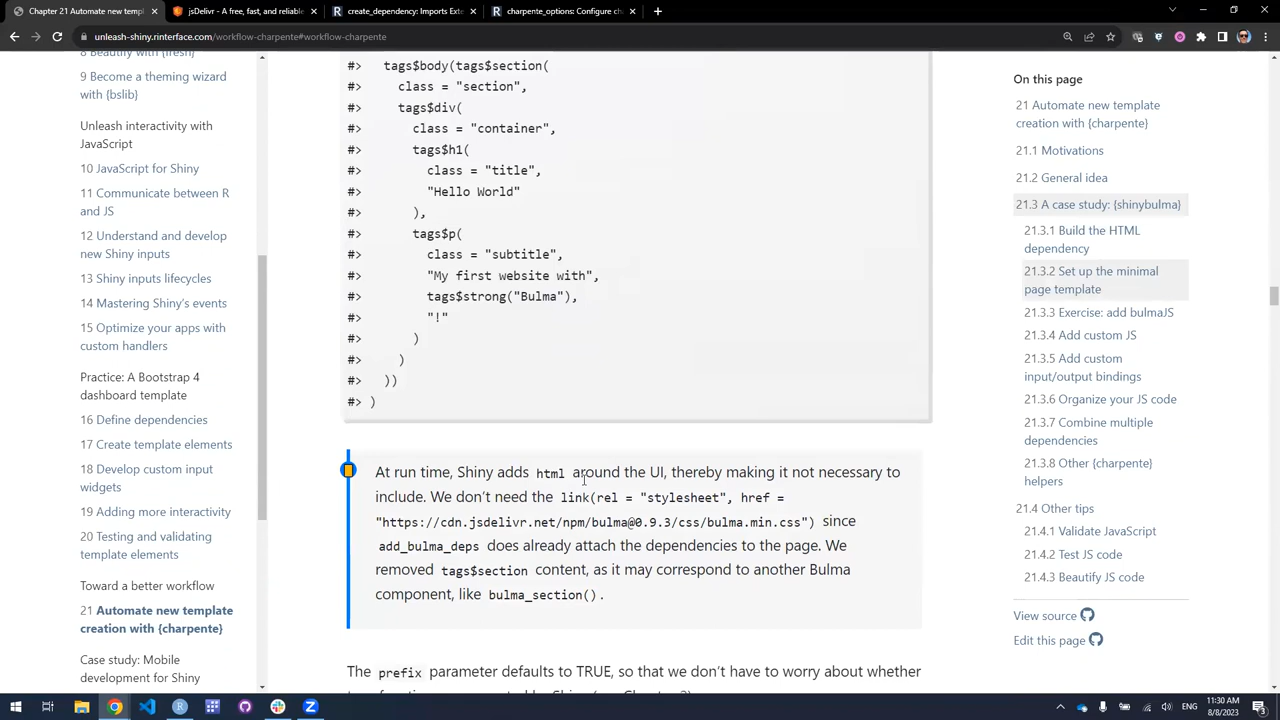 Chapter 21 Automate new templ
jsDelivr - A free, fast, and reliable
create_dependency: Imports Exte
charpente_options: Configure ch
unleash-shiny.rinterface.com/workflow-charpente#workflow-charpente
8 Beautify with {fresh}
9 Become a theming wizard
with {bslib}
Unleash interactivity with
JavaScript
10 JavaScript for Shiny
11 Communicate between R
and JS
12 Understand and develop
new Shiny inputs
13 Shiny inputs lifecycles
14 Mastering Shiny's events
15 Optimize your apps with
custom handlers
Practice: A Bootstrap 4
dashboard template
16 Define dependencies
17 Create template elements
18 Develop custom input
widgets
19 Adding more interactivity
20 Testing and validating
template elements
Toward a better workflow
21 Automate new template
creation with {charpente}
Case study: Mobile
development for Shiny
#>   tags$body(tags$section(
#>     class = "section",
#>     tags$div(
#>       class = "container",
#>       tags$h1(
#>         class = "title",
#>         "Hello World"
#>       ),
#>       tags$p(
#>         class = "subtitle",
#>         "My first website with",
#>         tags$strong("Bulma"),
#>         "!"
#>       )
#>     )
#>   ))
#> )
At run time, Shiny adds html around the UI, thereby making it not necessary to
include. We don't need the link(rel = "stylesheet", href =
"https://cdn.jsdelivr.net/npm/bulma@0.9.3/css/bulma.min.css") since
add_bulma_deps does already attach the dependencies to the page. We
removed tags$section content, as it may correspond to another Bulma
component, like bulma_section().
The prefix parameter defaults to TRUE, so that we don't have to worry about whether
On this page
21 Automate new template
creation with {charpente}
21.1 Motivations
21.2 General idea
21.3 A case study: {shinybulma}
21.3.1 Build the HTML
dependency
21.3.2 Set up the minimal
page template
21.3.3 Exercise: add bulmaJS
21.3.4 Add custom JS
21.3.5 Add custom
input/output bindings
21.3.6 Organize your JS code
21.3.7 Combine multiple
dependencies
21.3.8 Other {charpente}
helpers
21.4 Other tips
21.4.1 Validate JavaScript
21.4.2 Test JS code
21.4.3 Beautify JS code
View source
Edit this page
ENG
11:30 AM
8/8/2023